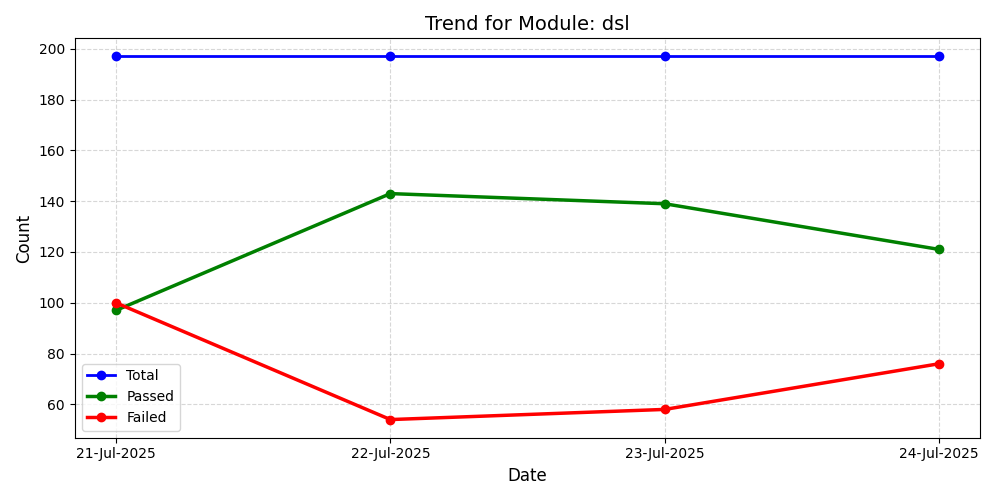 Trend for Module: dsl
200
180
160
140
120
100
80
60
Count
Total
Passed
Failed
21-Jul-2025
22-Jul-2025
23-Jul-2025
24-Jul-2025
Date